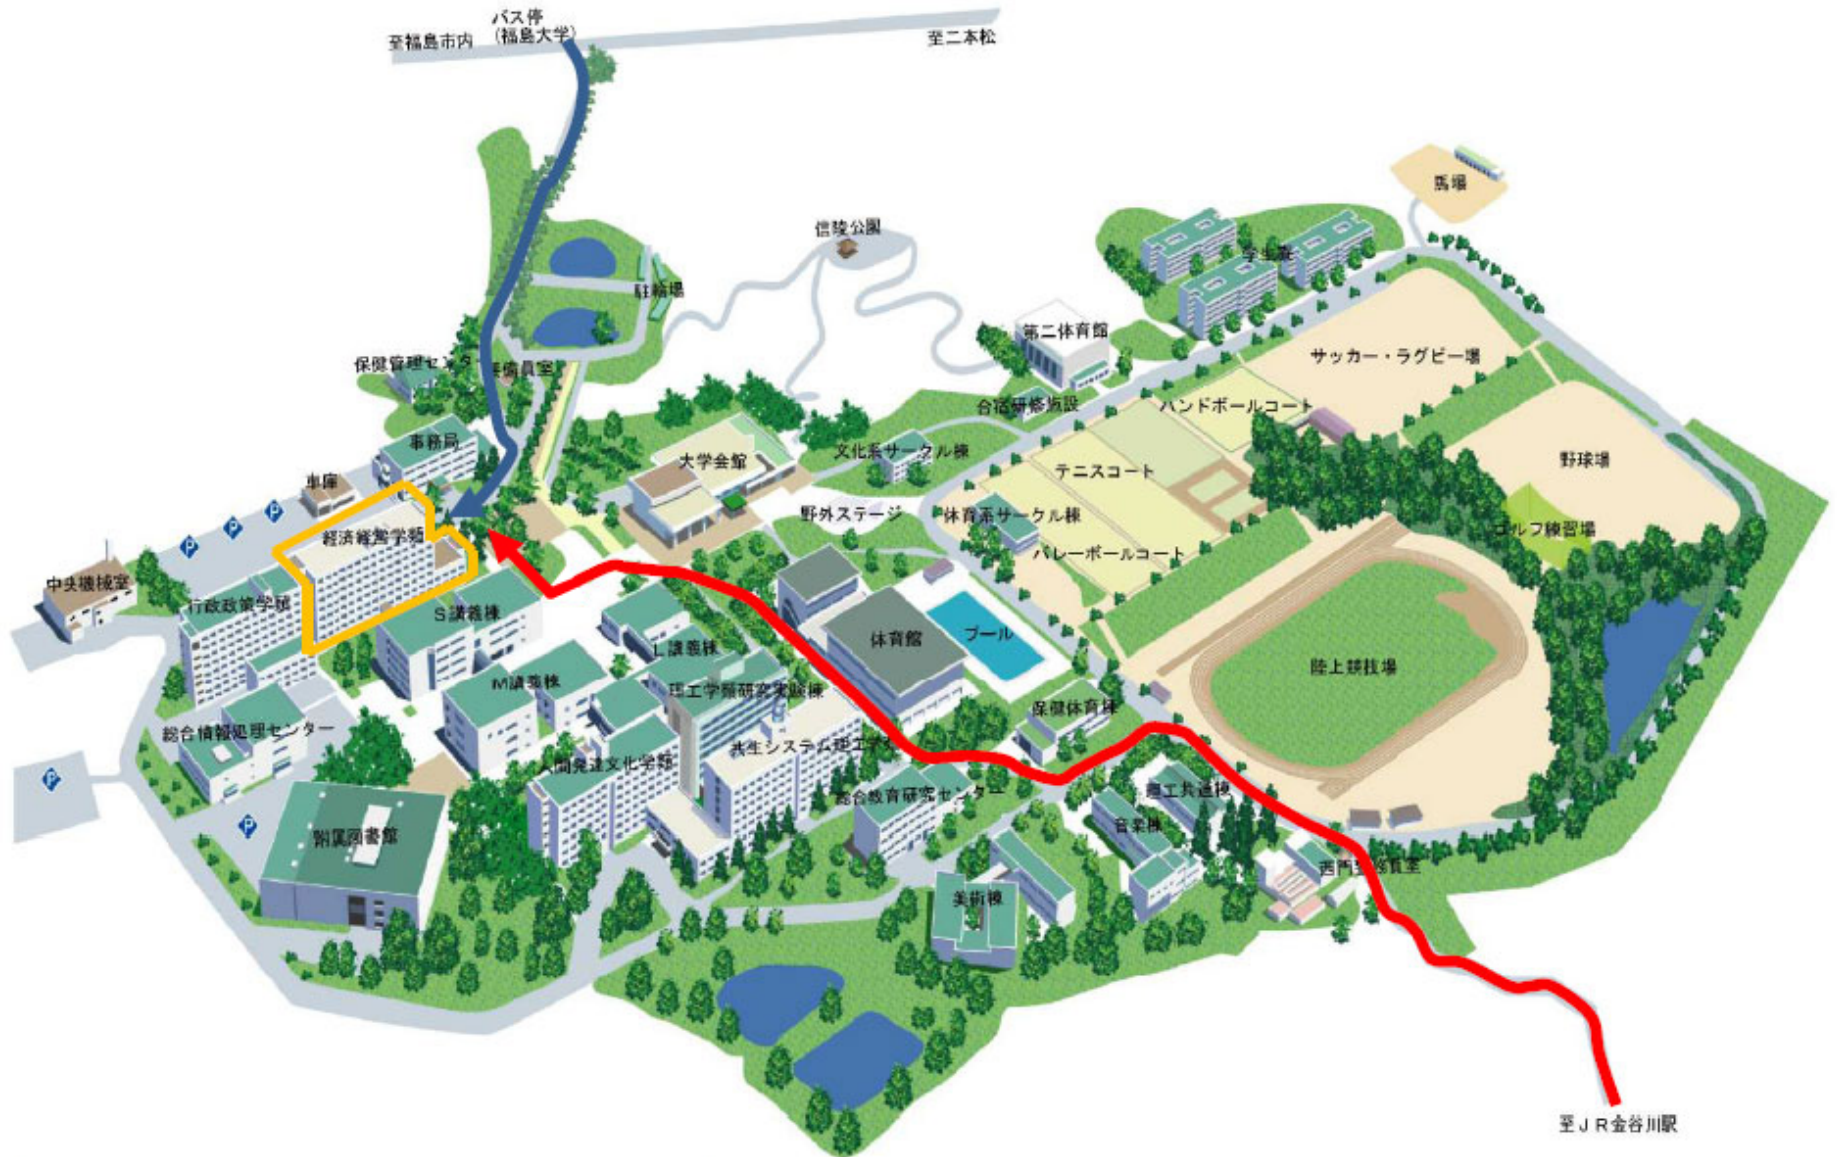 バス停
至福島市内
(福島大学)
至二本松
馬場
信陵公園
学生寮
駐輪場
第二体育館
サッカー・ラグビー場
保健管理センター
備員室
合宿研修施設
ハンドボールコート
事務局
大学会館
文化系サークル棟
テニスコート
野球場
車庫
野外ステージ
体育系サークル棟
ゴルフ練習場
経済経営学類
バレーボールコート
中央機械室
行政政策学類
S講義棟
体育館
プール
L講義棟
陸上競技場
M講義棟
理工学類研究実験棟
保健体育棟
総合情報処理センター
共生システム理工学類
人間発達文化学類
総合教育研究センター
理工共通棟
音楽棟
附属図書館
西門警備員室
美術棟
P
P
P
P
P
至JR金谷川駅